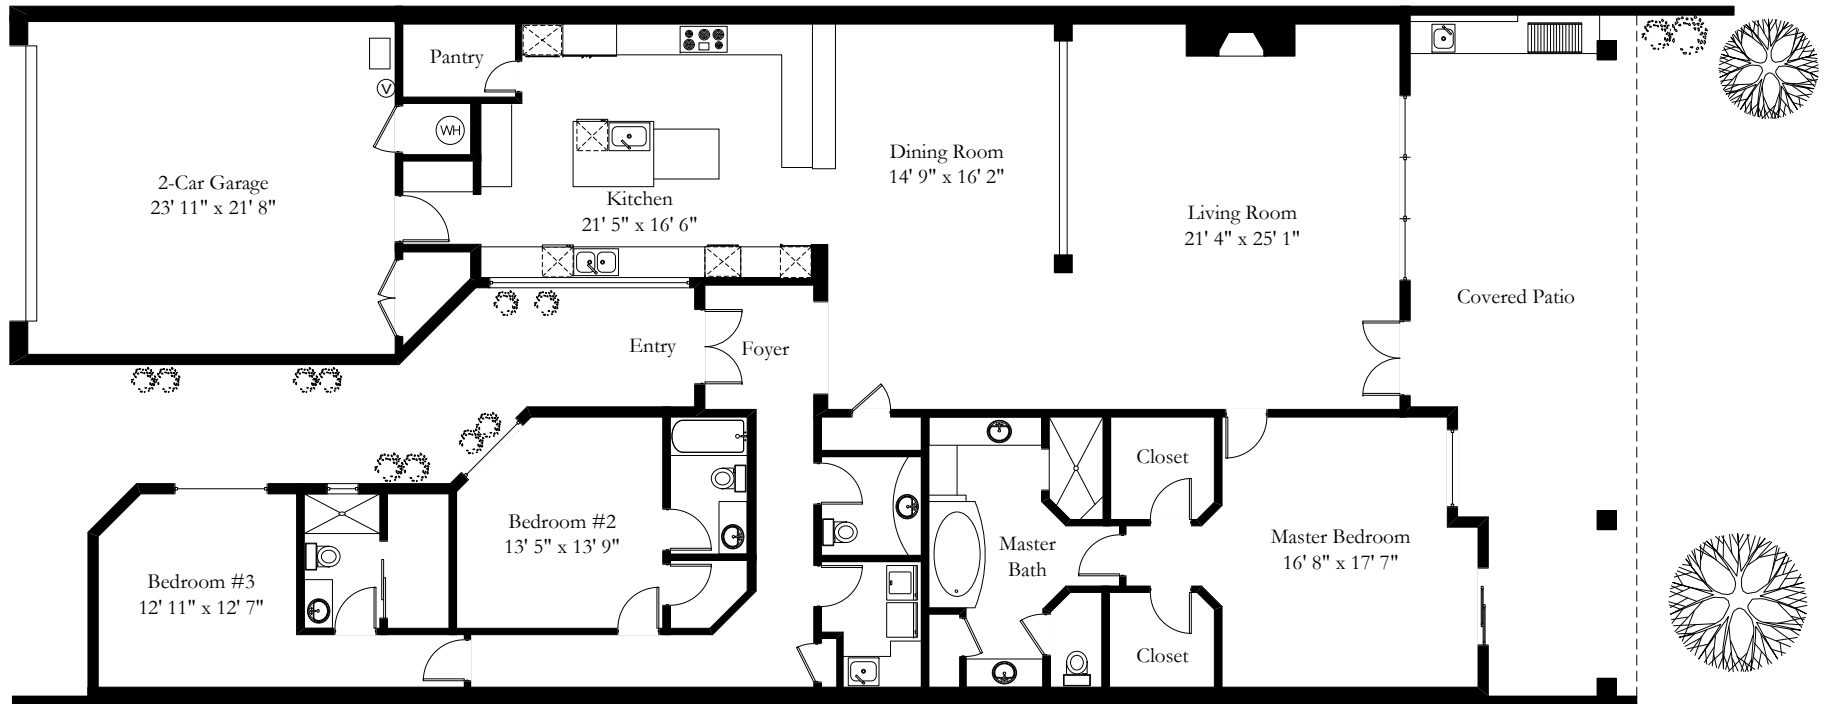 Pantry
V
WH
2-Car Garage
23' 11" x 21' 8"
Kitchen
21' 5" x 16' 6"
Dining Room
14' 9" x 16' 2"
Living Room
21' 4" x 25' 1"
Covered Patio
Entry
Foyer
Closet
Bedroom #2
13' 5" x 13' 9"
Master
Bath
Master Bedroom
16' 8" x 17' 7"
Bedroom #3
12' 11" x 12' 7"
Closet